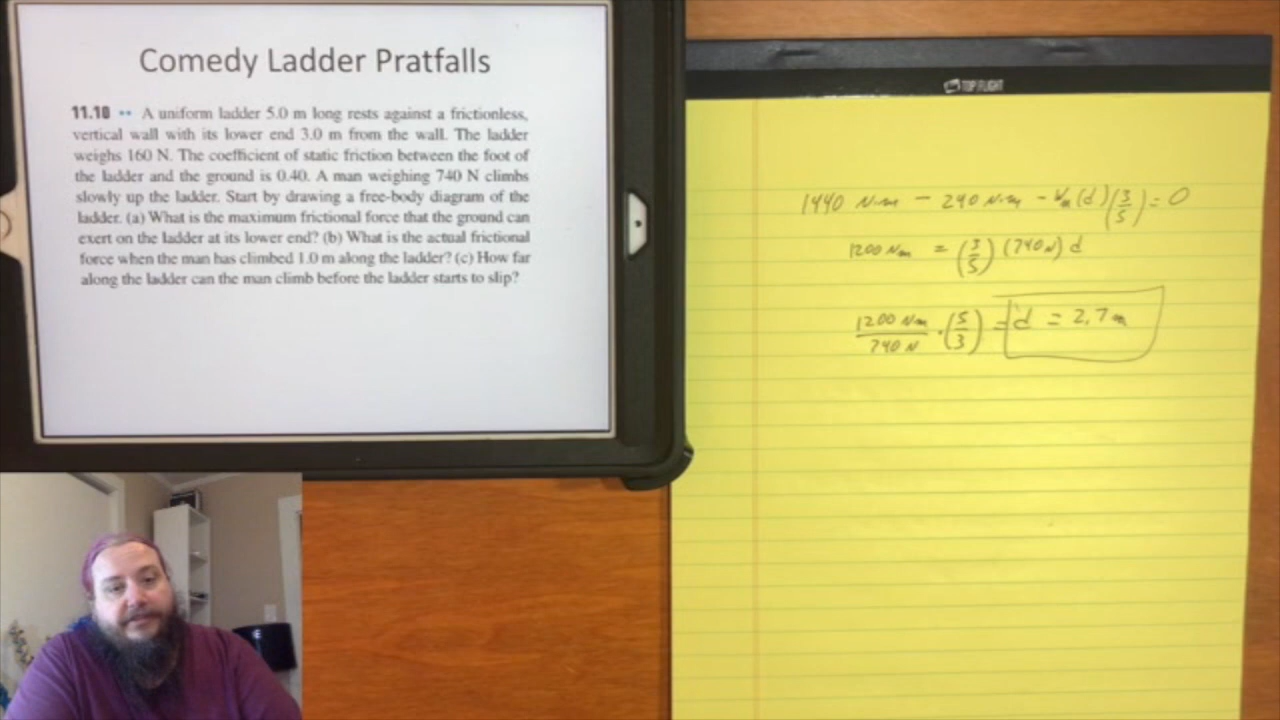 Comedy Ladder Pratfalls
11.10 •• A uniform ladder 5.0 m long rests against a frictionless,
vertical wall with its lower end 3.0 m from the wall. The ladder
weighs 160 N. The coefficient of static friction between the foot of
the ladder and the ground is 0.40. A man weighing 740 N climbs
slowly up the ladder. Start by drawing a free-body diagram of the
ladder. (a) What is the maximum frictional force that the ground can
exert on the ladder at its lower end? (b) What is the actual frictional
force when the man has climbed 1.0 m along the ladder? (c) How far
along the ladder can the man climb before the ladder starts to slip?
TOP FLIGHT
1440 N·m − 240 N·m − Wm(d)(3/5) = 0
1200 Nm = (3/5)(740N) d
1200 Nm/740 N · (5/3) = d = 2.7m